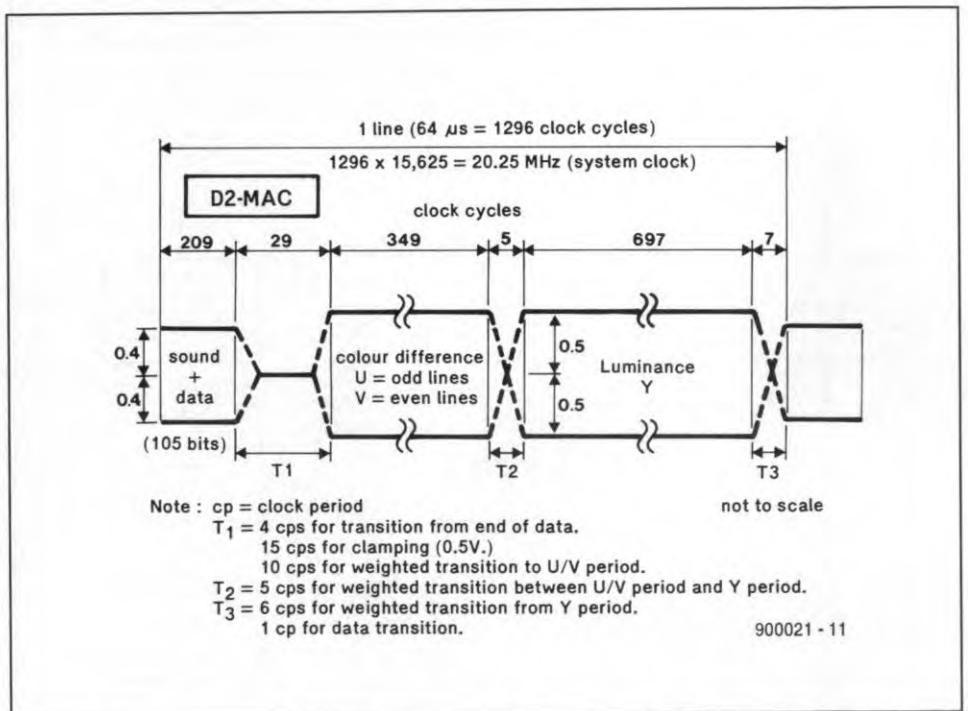 1 line (64 µs = 1296 clock cycles)
1296 x 15,625 = 20.25 MHz (system clock)
D2-MAC
clock cycles
209 29 349 5 697 7
0.4
0.4
sound
+
data
colour difference
U = odd lines
V = even lines
0.5
0.5
Luminance
Y
(105 bits)
T1 T2 T3
Note : cp = clock period
not to scale
T1 = 4 cps for transition from end of data.
15 cps for clamping (0.5V.)
10 cps for weighted transition to U/V period.
T2 = 5 cps for weighted transition between U/V period and Y period.
T3 = 6 cps for weighted transition from Y period.
1 cp for data transition.
900021 - 11